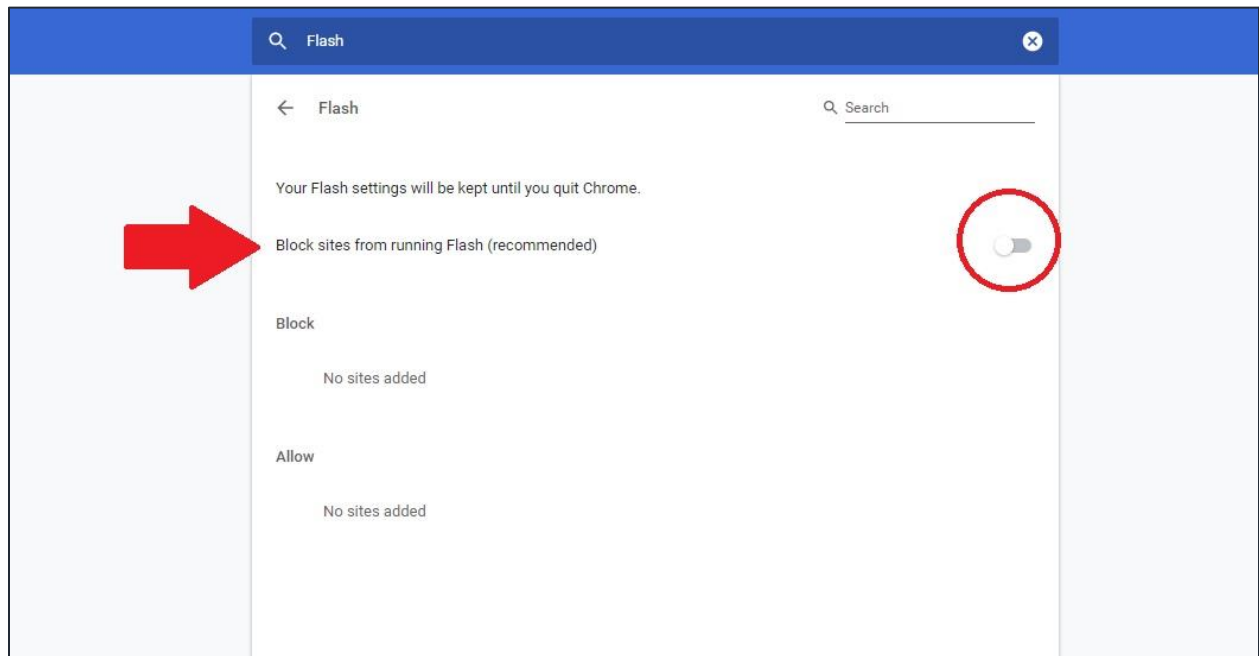 Flash
Flash
Search
Your Flash settings will be kept until you quit Chrome.
Block sites from running Flash (recommended)
Block
No sites added
Allow
No sites added